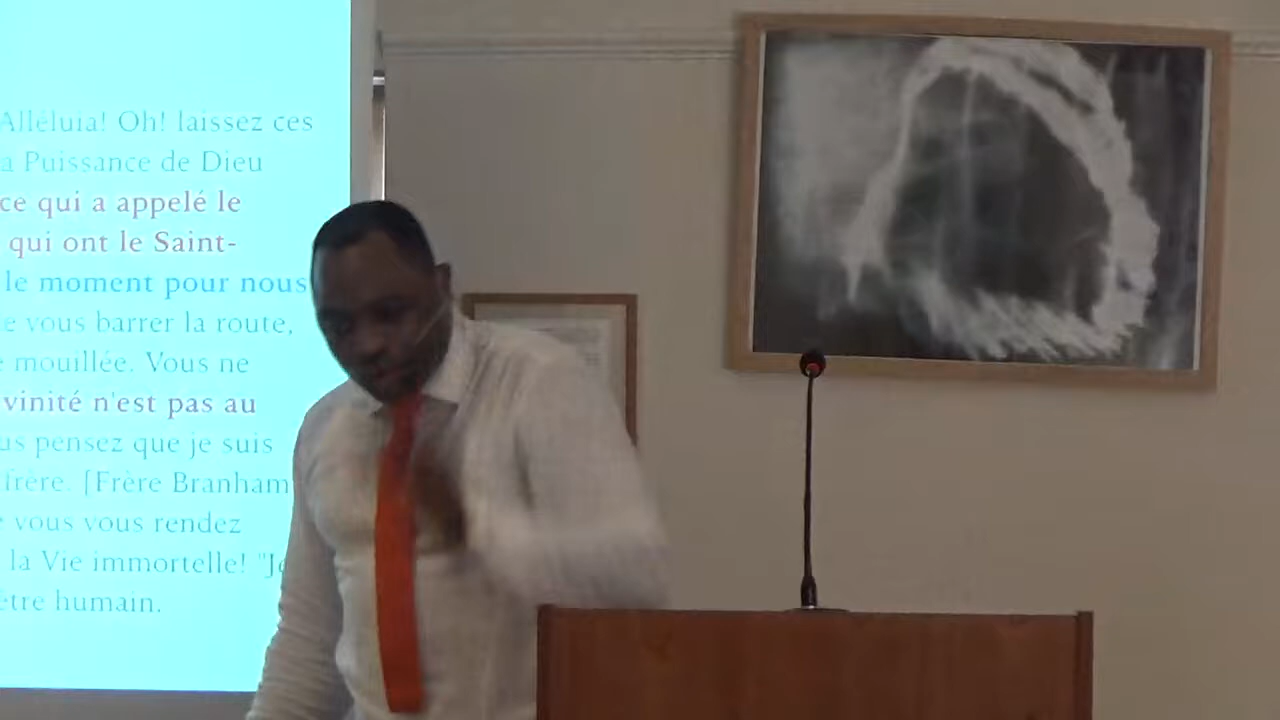 Alléluia! Oh! laissez ces
a Puissance de Dieu
ce qui a appelé le
qui ont le Saint-
le moment pour nous
e vous barrer la route,
e mouillée. Vous ne
vinité n'est pas au
us pensez que je suis
frère. [Frère Branham
e vous vous rendez
la Vie immortelle! "Je
être humain.